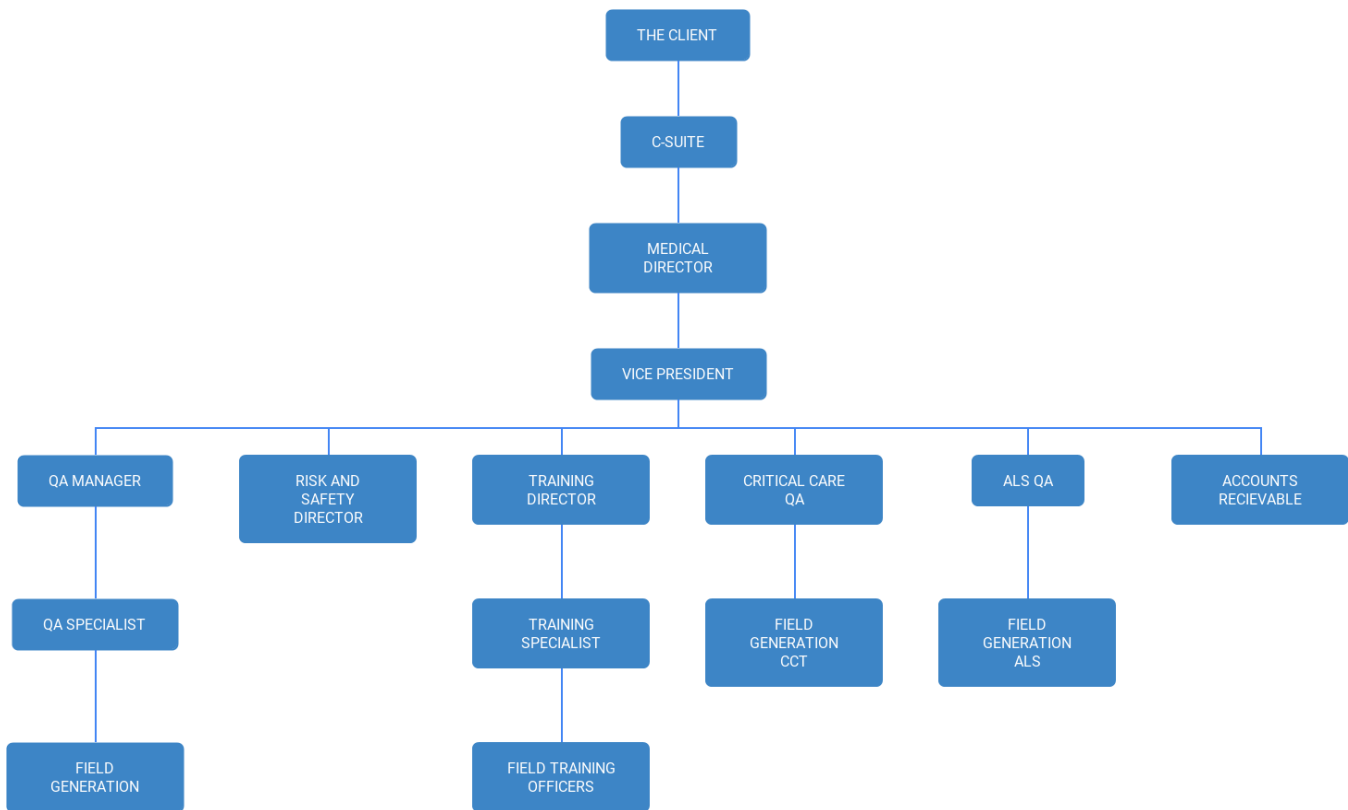 THE CLIENT
C-SUITE
MEDICAL
DIRECTOR
VICE PRESIDENT
QA MANAGER
RISK AND
SAFETY
DIRECTOR
TRAINING
DIRECTOR
CRITICAL CARE
QA
ALS QA
ACCOUNTS
RECIEVABLE
QA SPECIALIST
TRAINING
SPECIALIST
FIELD
GENERATION
CCT
FIELD
GENERATION
ALS
FIELD
GENERATION
FIELD TRAINING
OFFICERS